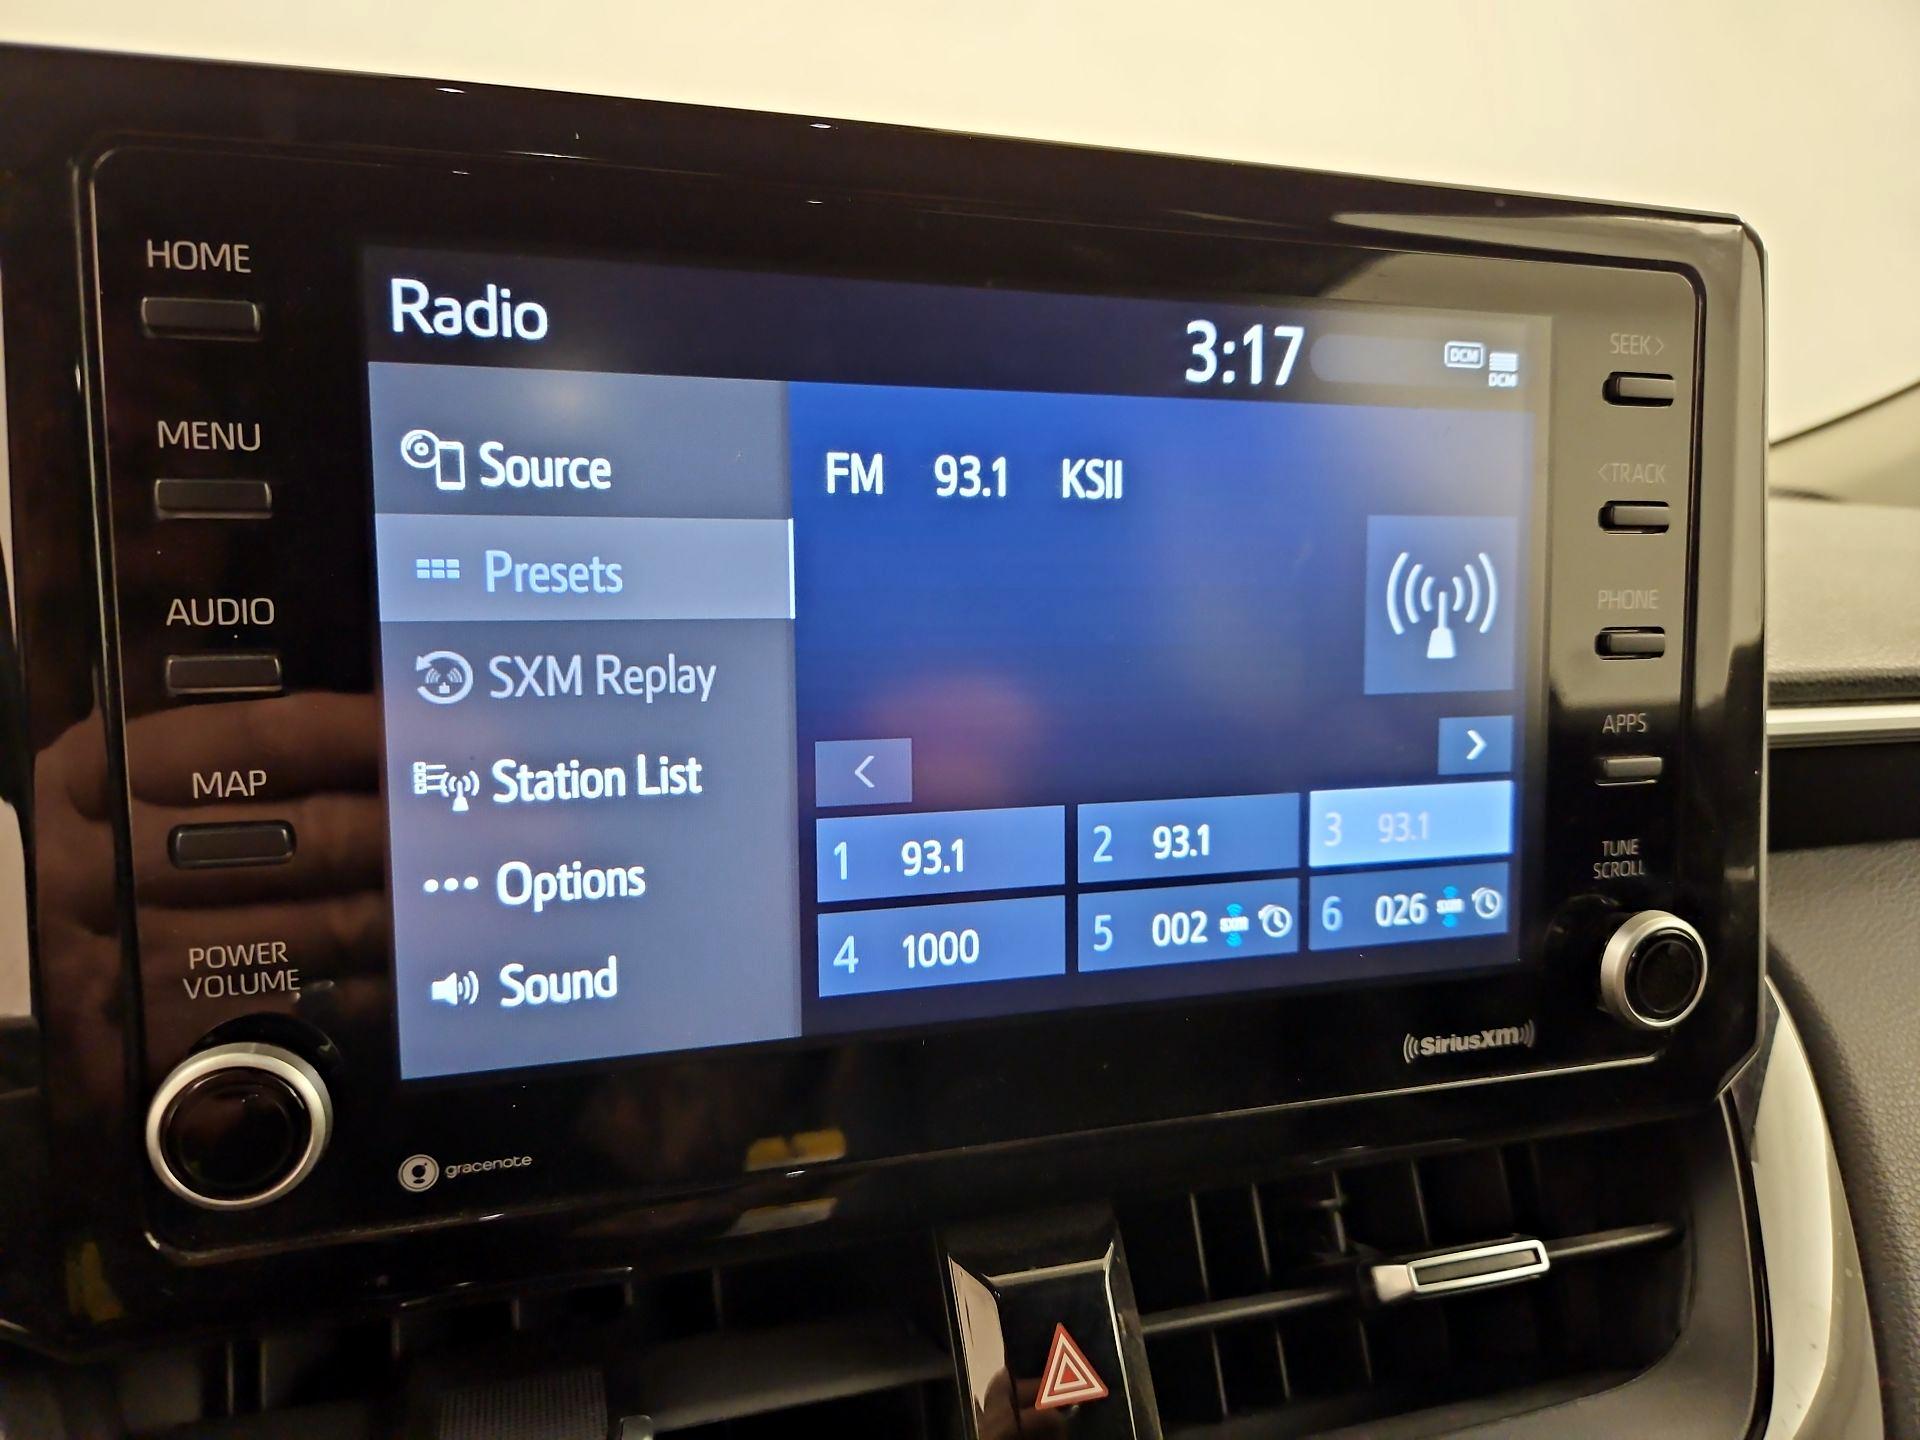 HOME
MENU
AUDIO
MAP
POWER
VOLUME
Radio
3:17
DCM
DCM
Source
Presets
SXM Replay
Station List
Options
Sound
FM 93.1 KSII
<
>
1 93.1
2 93.1
3 93.1
4 1000
5 002 sxm
6 026 sxm
SEEK>
<TRACK
PHONE
APPS
TUNE
SCROLL
gracenote
((SiriusXM))